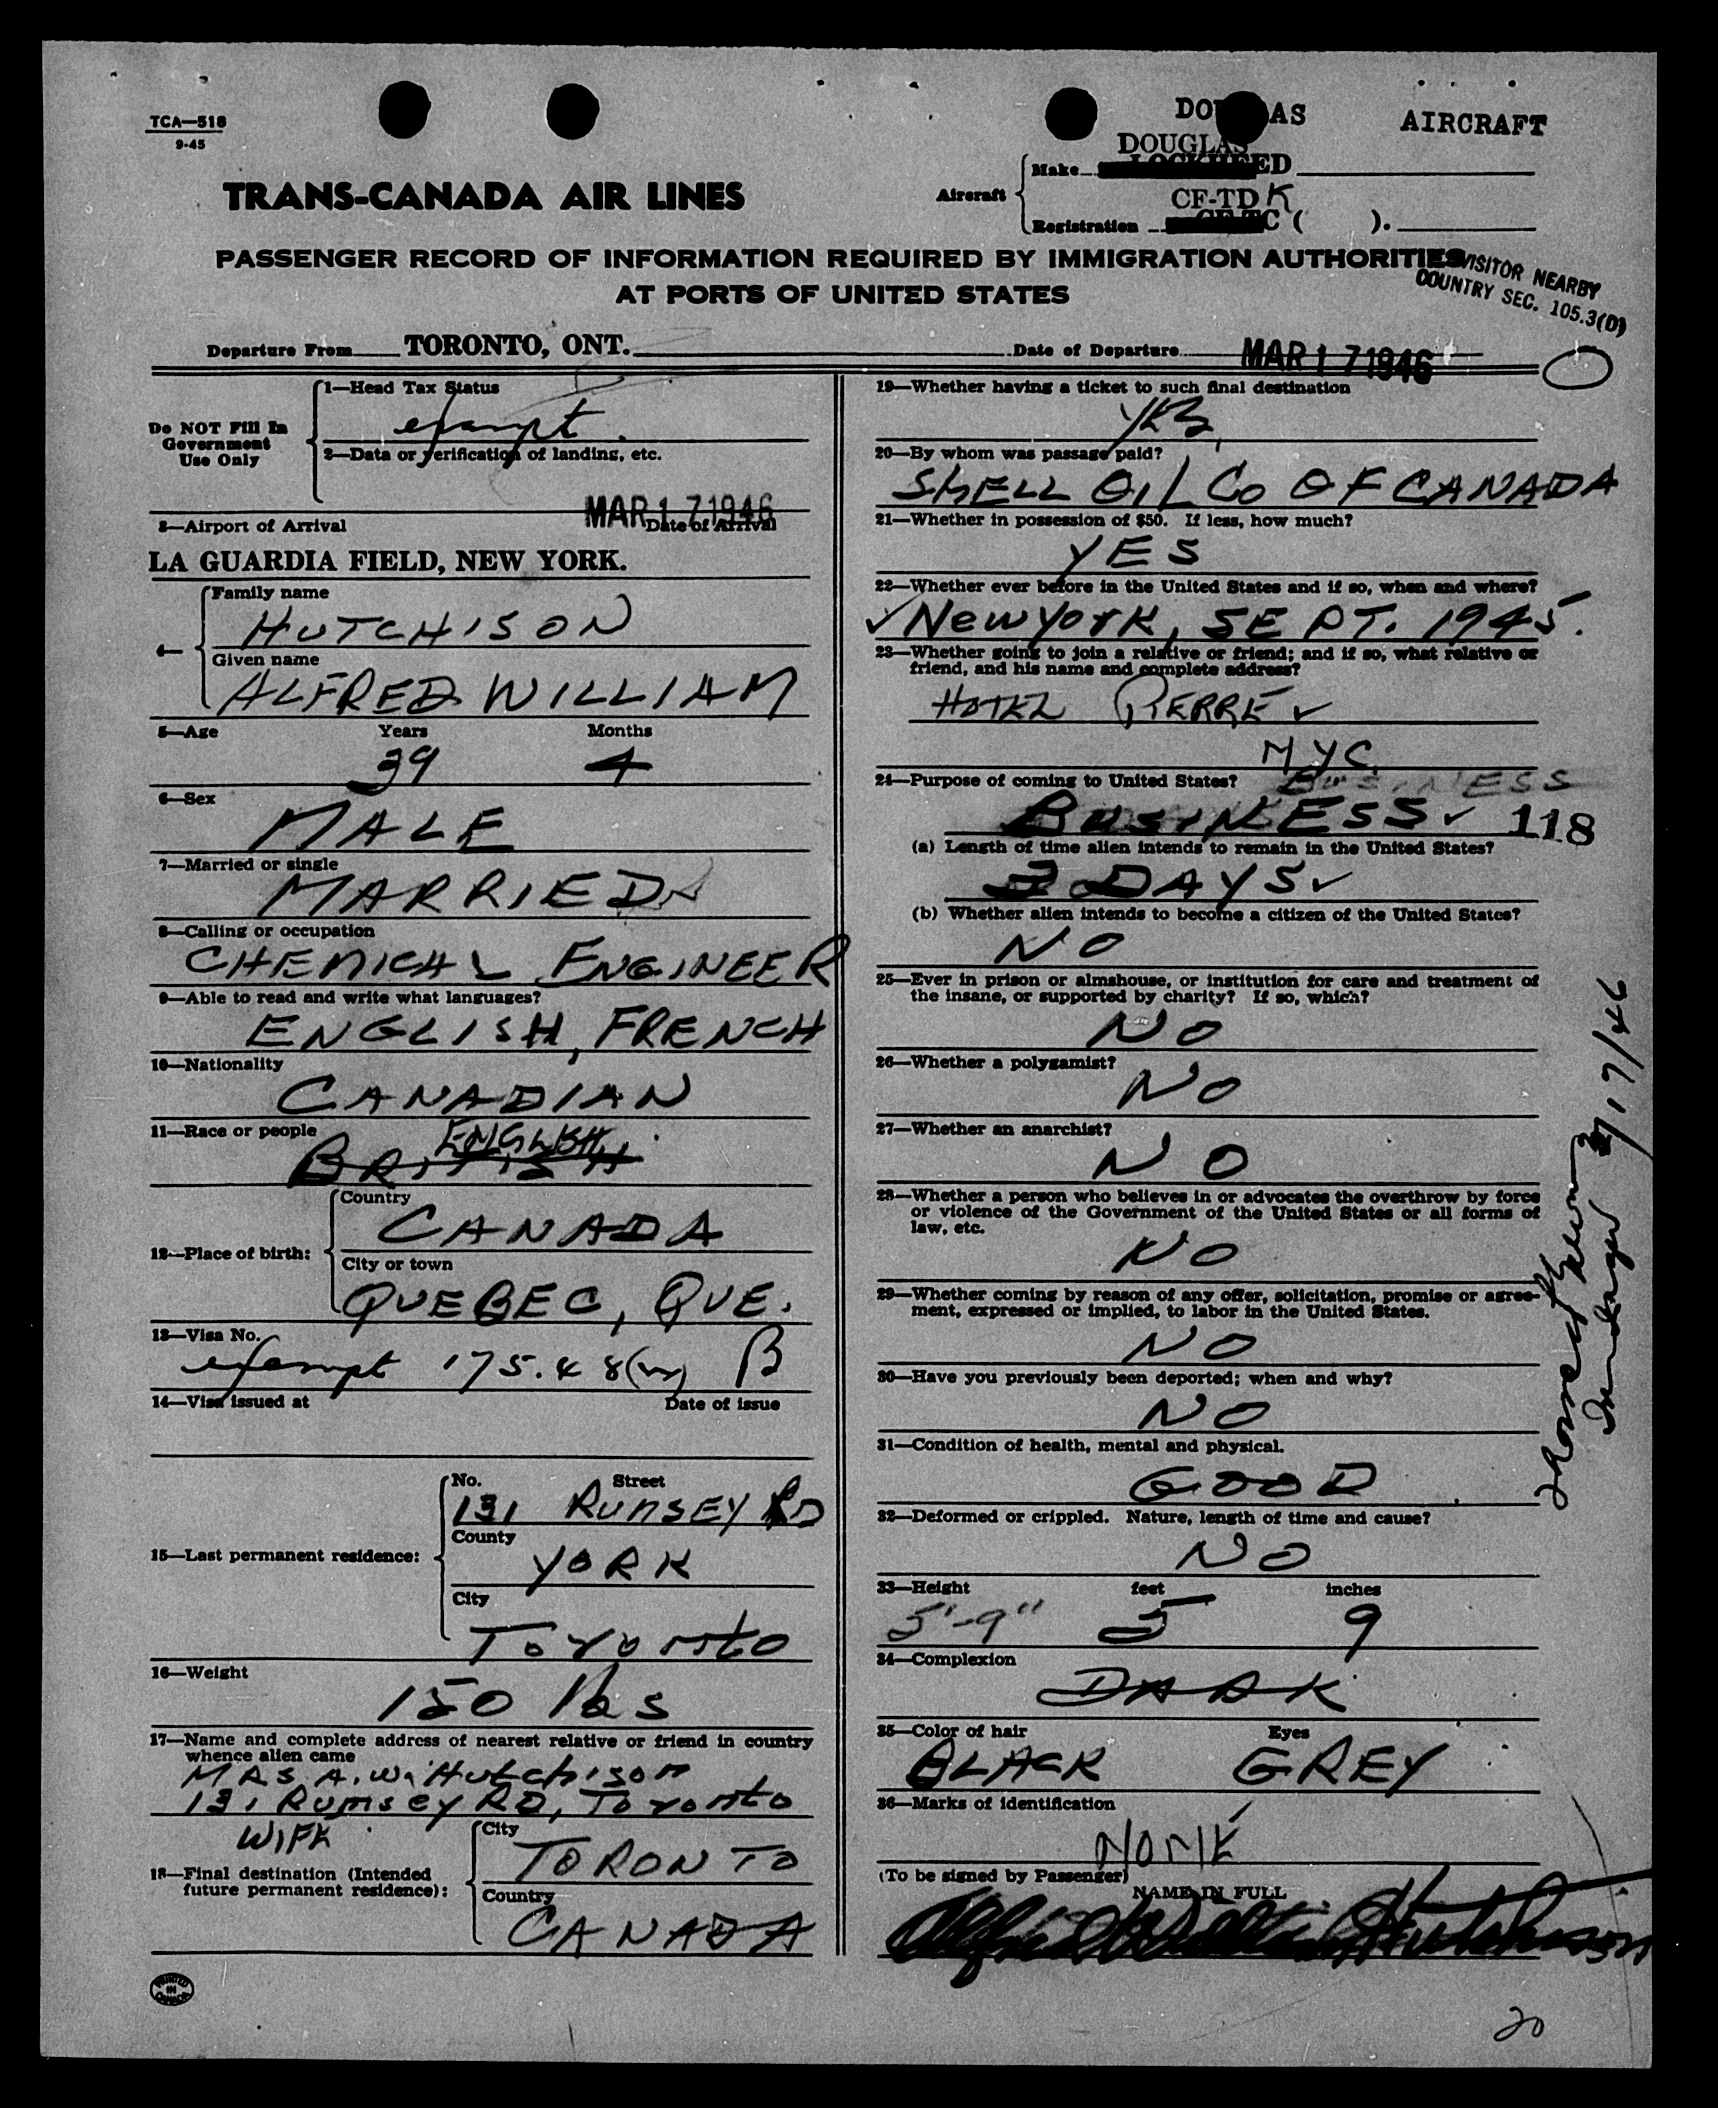 TCA—518
9-45
DOUGLAS AIRCRAFT
DOUGLAS
Aircraft
Make LOCKHEED
CF-TDK
Registration CF-TC ( ).
TRANS-CANADA AIR LINES
PASSENGER RECORD OF INFORMATION REQUIRED BY IMMIGRATION AUTHORITIES
AT PORTS OF UNITED STATES
VISITOR NEARBY
COUNTRY SEC. 105.3(D)
Departure From TORONTO, ONT.
Date of Departure MAR 17 1946
Do NOT Fill In
Government
Use Only
1—Head Tax Status
exempt.
2—Data or verification of landing, etc.
MAR 17 1946
3—Airport of Arrival Date of Arrival
LA GUARDIA FIELD, NEW YORK.
4—
Family name
HUTCHISON
Given name
ALFRED WILLIAM
5—Age Years Months
39 4
6—Sex
MALE
7—Married or single
MARRIED
8—Calling or occupation
CHEMICAL ENGINEER
9—Able to read and write what languages?
ENGLISH, FRENCH
10—Nationality
CANADIAN
11—Race or people
ENGLISH
BRITISH
12—Place of birth:
Country
CANADA
City or town
QUEBEC, QUE.
13—Visa No.
exempt 175.48 B
14—Visa issued at Date of issue
15—Last permanent residence:
No. Street
131 RUMSEY RD
County
YORK
City
Toronto
16—Weight
150 lbs
17—Name and complete address of nearest relative or friend in country
whence alien came
MRS A. W. Hutchison
131 Rumsey RD, Toronto
WIFE
18—Final destination (Intended
future permanent residence):
City
TORONTO
Country
CANADA
PRINTED
IN
CANADA
19—Whether having a ticket to such final destination
YES
20—By whom was passage paid?
SHELL OIL Co OF CANADA
21—Whether in possession of $50. If less, how much?
YES
22—Whether ever before in the United States and if so, when and where?
New York, SEPT. 1945.
23—Whether going to join a relative or friend; and if so, what relative or
friend, and his name and complete address?
HOTEL PIERRE
NYC
24—Purpose of coming to United States? BUSINESS
BUSINESS 118
(a) Length of time alien intends to remain in the United States?
3 DAYS
(b) Whether alien intends to become a citizen of the United States?
NO
25—Ever in prison or almshouse, or institution for care and treatment of
the insane, or supported by charity? If so, which?
NO
26—Whether a polygamist?
NO
27—Whether an anarchist?
NO
28—Whether a person who believes in or advocates the overthrow by force
or violence of the Government of the United States or all forms of
law, etc.
NO
29—Whether coming by reason of any offer, solicitation, promise or agree-
ment, expressed or implied, to labor in the United States.
NO
30—Have you previously been deported; when and why?
NO
31—Condition of health, mental and physical.
GOOD
32—Deformed or crippled. Nature, length of time and cause?
NO
33—Height feet inches
5'-9" 5 9
34—Complexion
DARK
35—Color of hair Eyes
BLACK GREY
36—Marks of identification
NONE
(To be signed by Passenger)
NAME IN FULL
Alfred William Hutchison
3/17/46
20